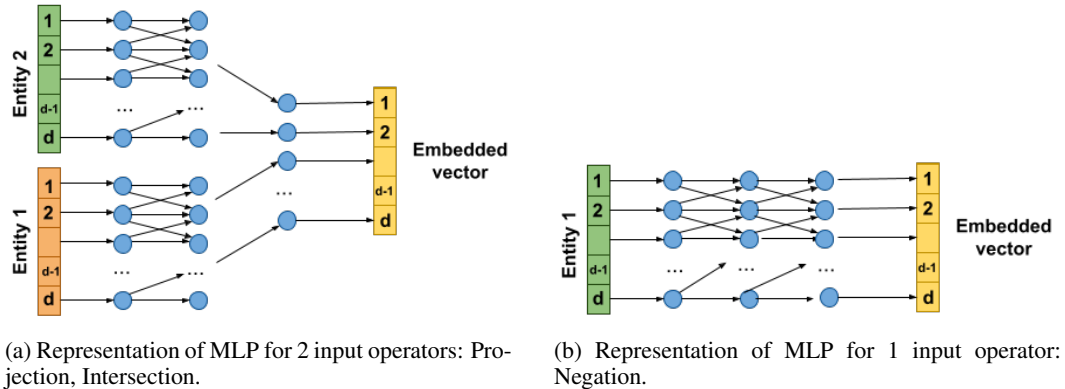 Entity 2
1
2
d-1
d
...
...
Entity 1
1
2
d-1
d
...
...
...
1
2
d-1
d
Embedded
vector
(a) Representation of MLP for 2 input operators: Pro-
jection, Intersection.
Entity 1
1
2
d-1
d
...
...
...
1
2
d-1
d
Embedded
vector
(b) Representation of MLP for 1 input operator:
Negation.